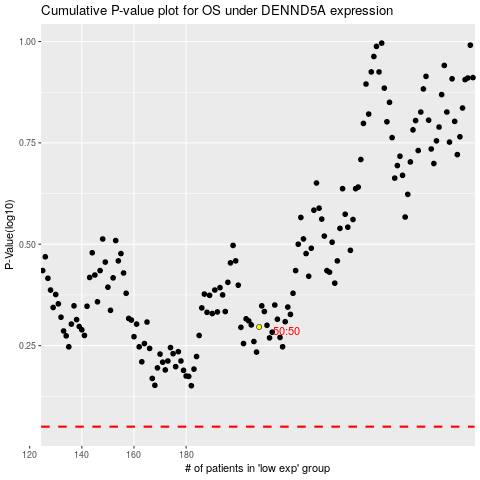 Cumulative P-value plot for OS under DENND5A expression
P-Value(log10)
1.00
0.75
0.50
0.25
50:50
120 140 160 180
# of patients in 'low exp' group